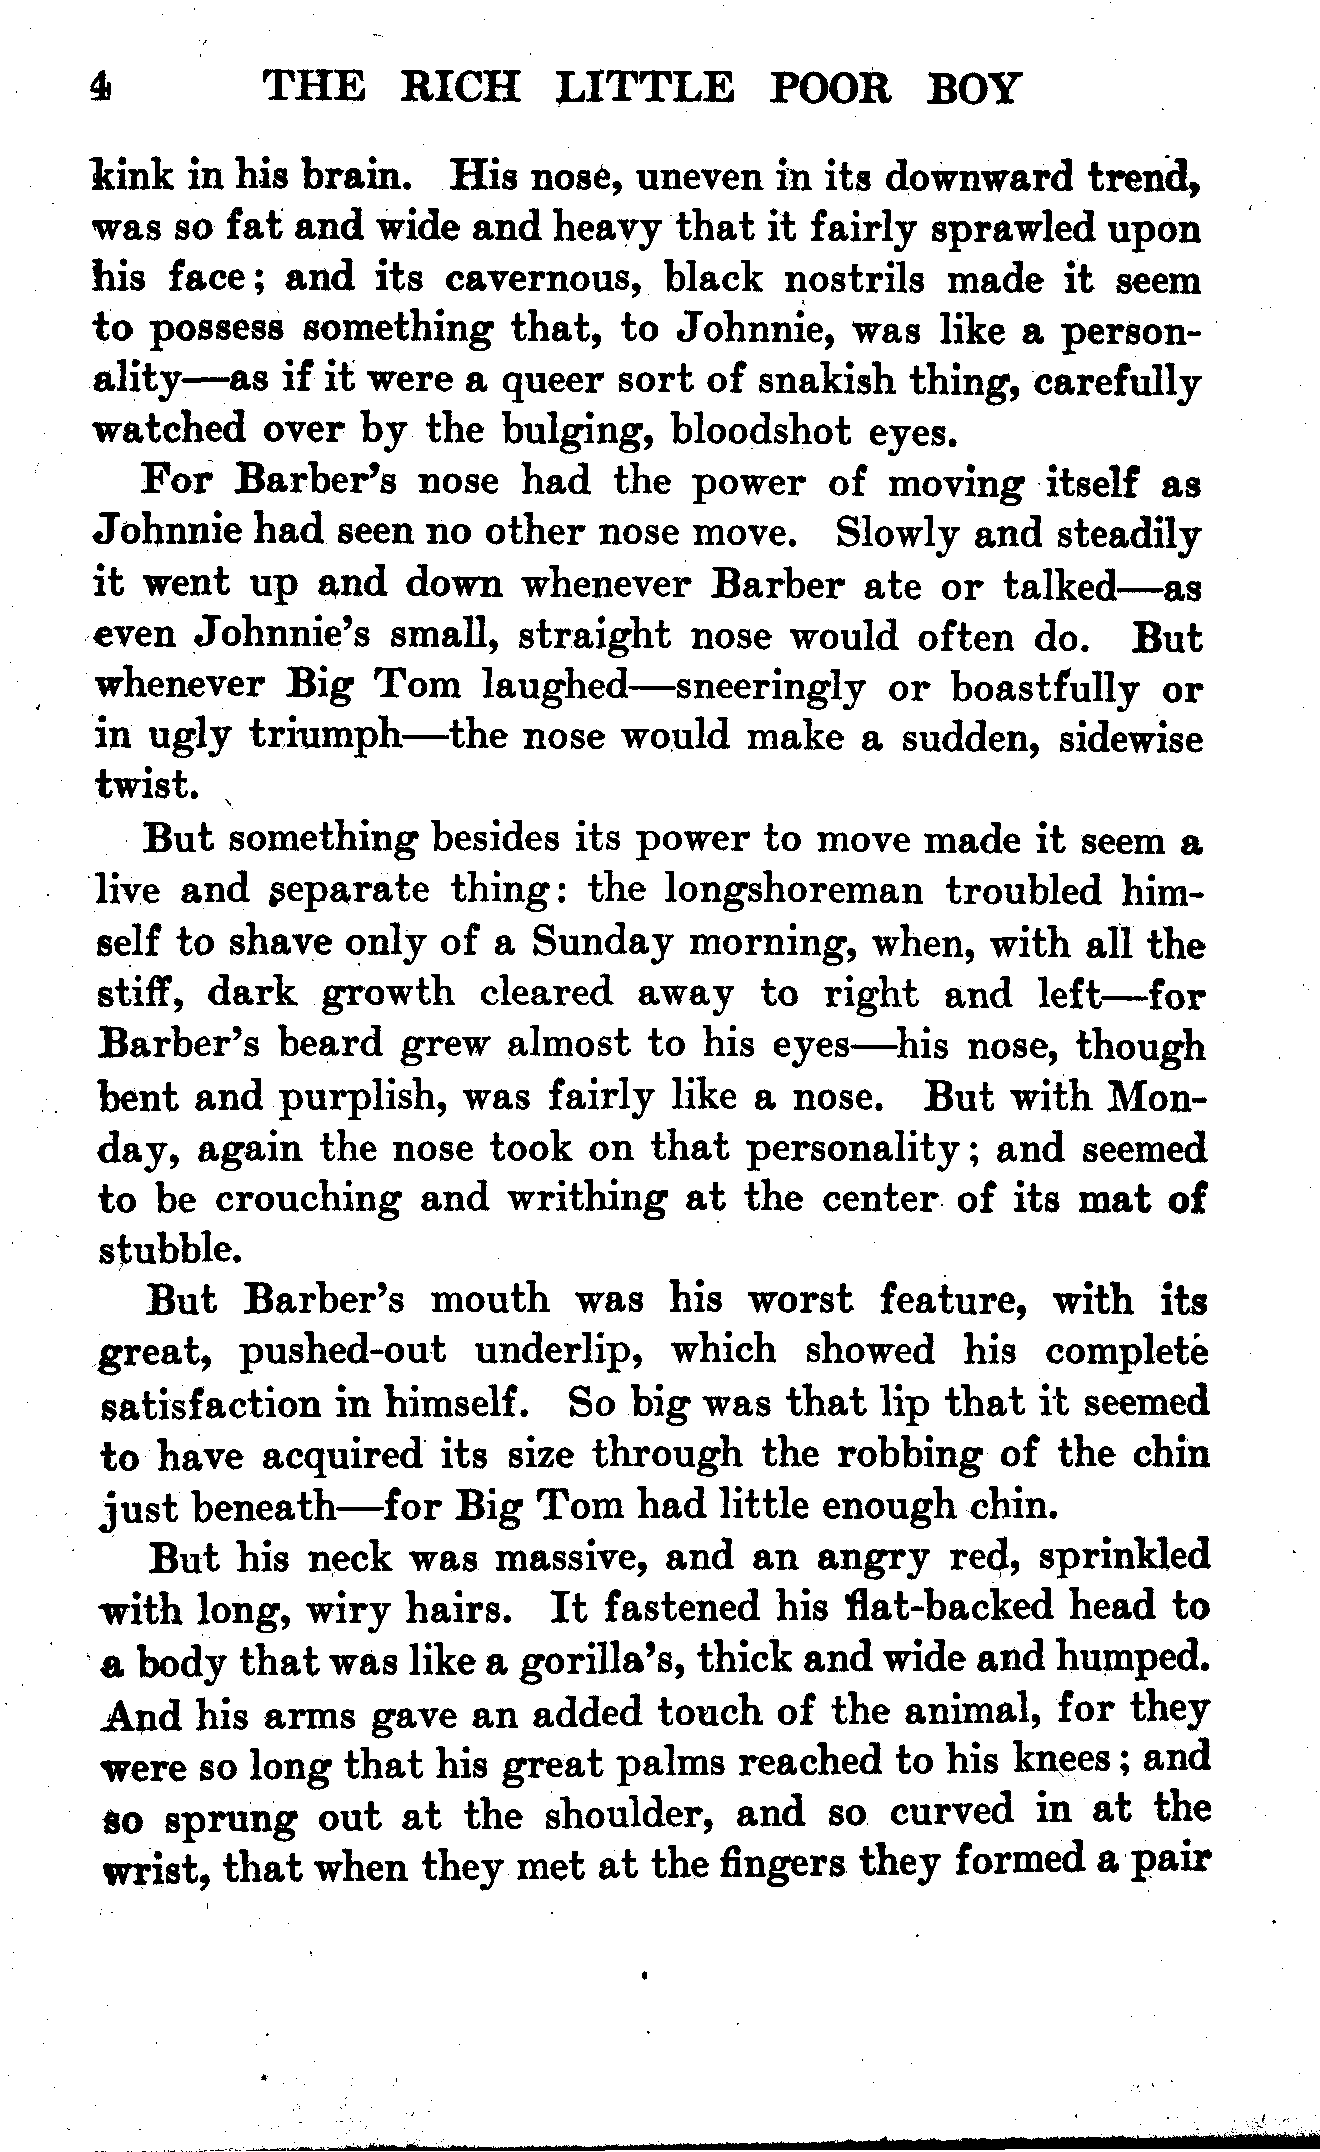 4 THE RICH LITTLE POOR BOY
kink in his brain. His nose, uneven in its downward trend,
was so fat and wide and heavy that it fairly sprawled upon
his face; and its cavernous, black nostrils made it seem
to possess something that, to Johnnie, was like a person-
ality—as if it were a queer sort of snakish thing, carefully
watched over by the bulging, bloodshot eyes.
For Barber's nose had the power of moving itself as
Johnnie had seen no other nose move. Slowly and steadily
it went up and down whenever Barber ate or talked—as
even Johnnie's small, straight nose would often do. But
whenever Big Tom laughed—sneeringly or boastfully or
in ugly triumph—the nose would make a sudden, sidewise
twist.
But something besides its power to move made it seem a
live and separate thing: the longshoreman troubled him-
self to shave only of a Sunday morning, when, with all the
stiff, dark growth cleared away to right and left—for
Barber's beard grew almost to his eyes—his nose, though
bent and purplish, was fairly like a nose. But with Mon-
day, again the nose took on that personality; and seemed
to be crouching and writhing at the center of its mat of
stubble.
But Barber's mouth was his worst feature, with its
great, pushed-out underlip, which showed his complete
satisfaction in himself. So big was that lip that it seemed
to have acquired its size through the robbing of the chin
just beneath—for Big Tom had little enough chin.
But his neck was massive, and an angry red, sprinkled
with long, wiry hairs. It fastened his flat-backed head to
a body that was like a gorilla's, thick and wide and humped.
And his arms gave an added touch of the animal, for they
were so long that his great palms reached to his knees; and
so sprung out at the shoulder, and so curved in at the
wrist, that when they met at the fingers they formed a pair